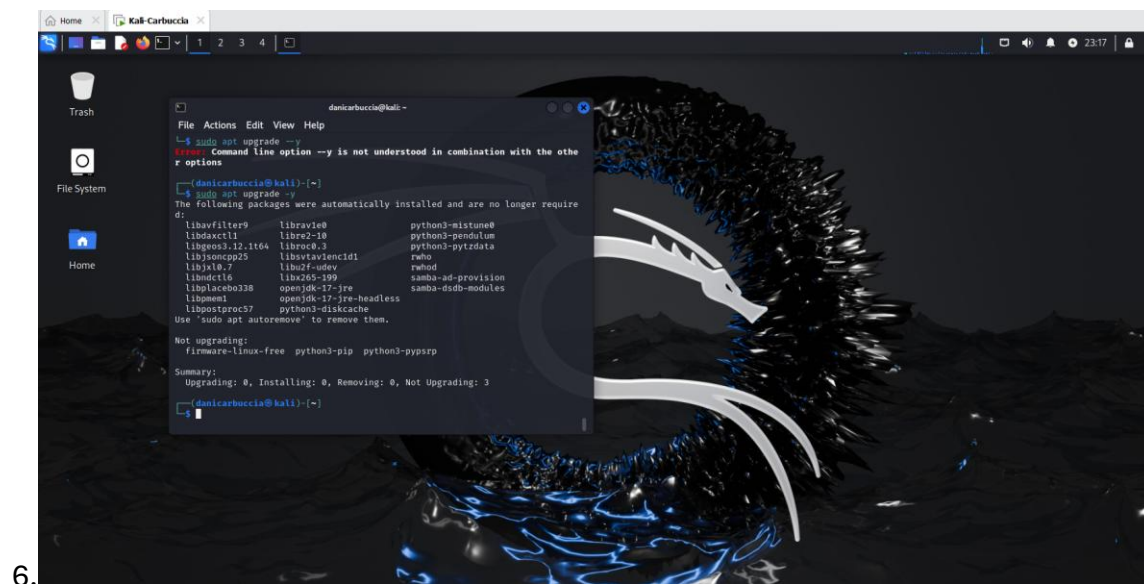 Home × Kali-Carbuccia ×
1 2 3 4 23:17
Trash
File System
Home
danicarbuccia@kali: ~
File Actions Edit View Help
└─$ sudo apt upgrade --y
Error: Command line option --y is not understood in combination with the othe
r options
┌──(danicarbuccia㉿kali)-[~]
└─$ sudo apt upgrade -y
The following packages were automatically installed and are no longer require
d:
libavfilter9 librav1e0 python3-mistune0
libdaxctl1 libre2-10 python3-pendulum
libgeos3.12.1t64 libroc0.3 python3-pytzdata
libjsoncpp25 libsvtav1enc1d1 rwho
libjxl0.7 libu2f-udev rwhod
libndctl6 libx265-199 samba-ad-provision
libplacebo338 openjdk-17-jre samba-dsdb-modules
libpmem1 openjdk-17-jre-headless
libpostproc57 python3-diskcache
Use 'sudo apt autoremove' to remove them.
Not upgrading:
firmware-linux-free python3-pip python3-pypsrp
Summary:
Upgrading: 0, Installing: 0, Removing: 0, Not Upgrading: 3
┌──(danicarbuccia㉿kali)-[~]
└─$
6.